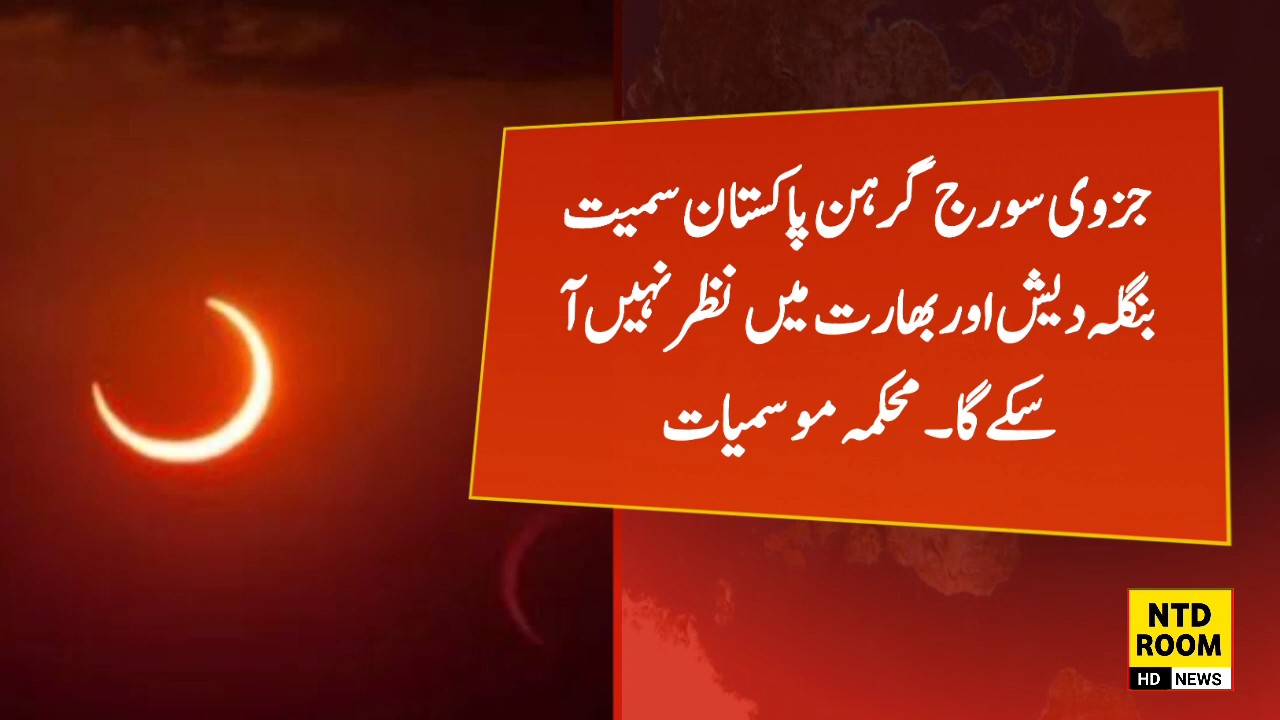 جزوی سورج گرہن پاکستان سمیت
بنگلہ دیش اور بھارت میں نظر نہیں آ
سکے گا۔ محکمہ موسمیات
NTD
ROOM
HD NEWS